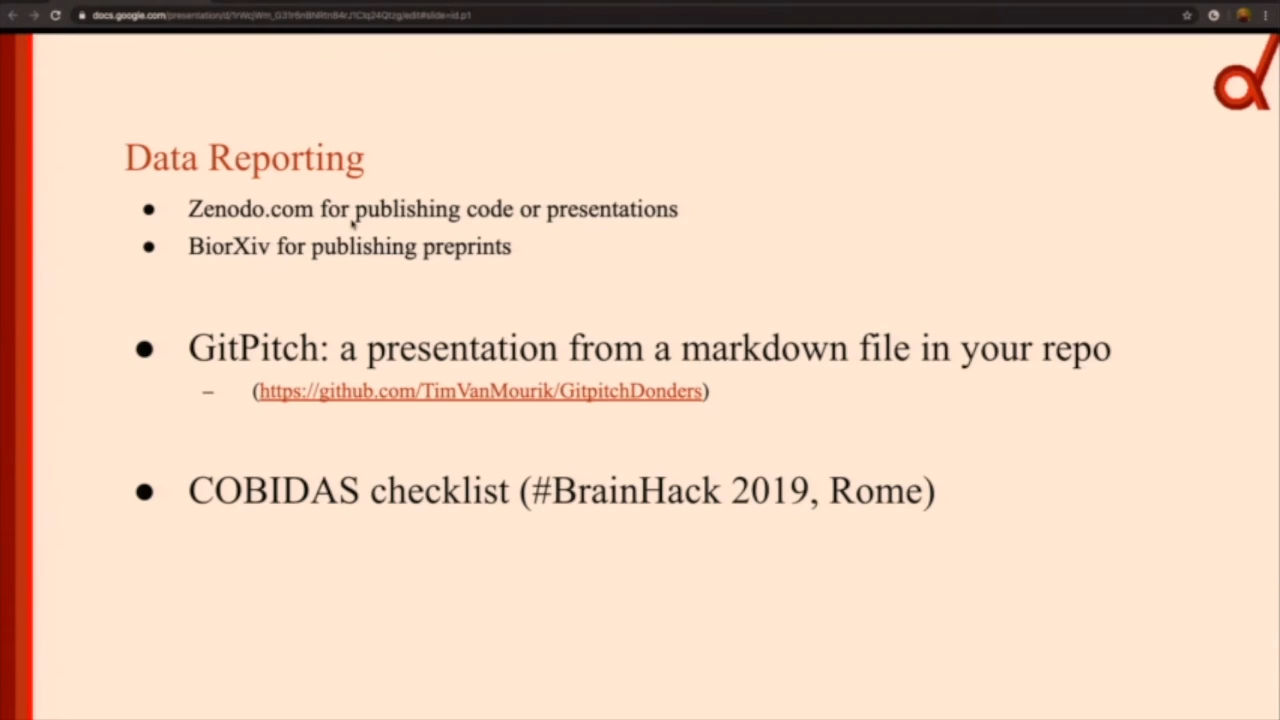 Data Reporting
● Zenodo.com for publishing code or presentations
● BiorXiv for publishing preprints
● GitPitch: a presentation from a markdown file in your repo
– (https://github.com/TimVanMourik/GitpitchDonders)
● COBIDAS checklist (#BrainHack 2019, Rome)